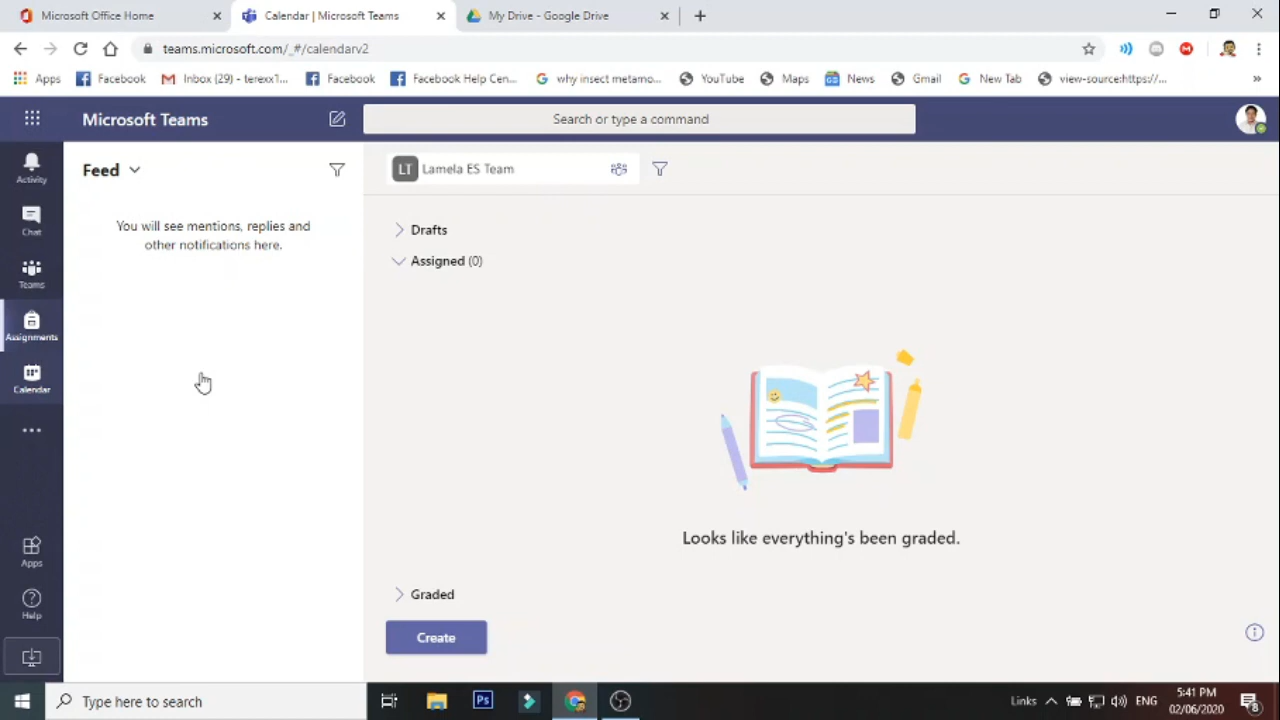 Microsoft Office Home
Calendar | Microsoft Teams
My Drive - Google Drive
teams.microsoft.com/_#/calendarv2
Apps
Facebook
Inbox (29) - terexx1...
Facebook
Facebook Help Cen...
why insect metamo...
YouTube
Maps
News
Gmail
New Tab
view-source:https://...
»
Microsoft Teams
Search or type a command
Activity
Chat
Teams
Assignments
Calendar
Apps
Help
Feed
You will see mentions, replies and
other notifications here.
LT Lamela ES Team
Drafts
Assigned (0)
Looks like everything's been graded.
Graded
Create
Type here to search
Ps
Links
ENG
5:41 PM
02/06/2020
8